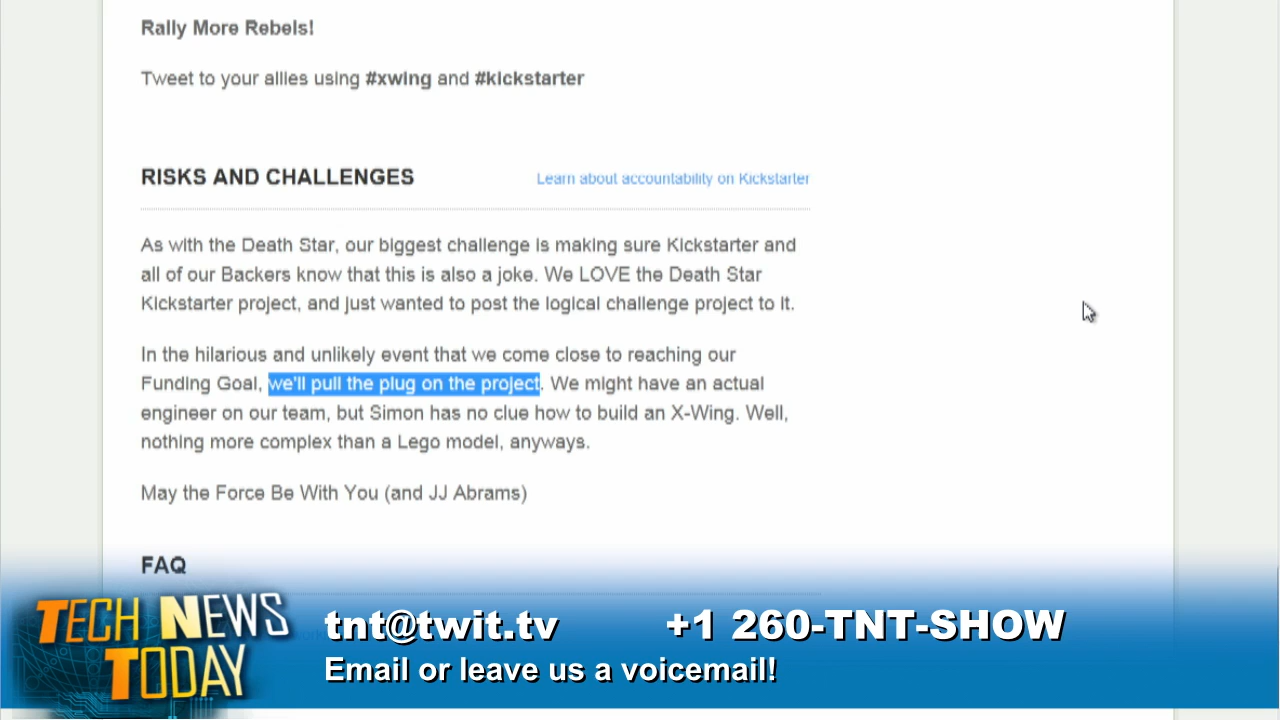 Rally More Rebels!
Tweet to your allies using #xwing and #kickstarter
RISKS AND CHALLENGES
Learn about accountability on Kickstarter
As with the Death Star, our biggest challenge is making sure Kickstarter and
all of our Backers know that this is also a joke. We LOVE the Death Star
Kickstarter project, and just wanted to post the logical challenge project to it.
In the hilarious and unlikely event that we come close to reaching our
Funding Goal, we'll pull the plug on the project. We might have an actual
engineer on our team, but Simon has no clue how to build an X-Wing. Well,
nothing more complex than a Lego model, anyways.
May the Force Be With You (and JJ Abrams)
FAQ
TECH NEWS
TODAY
tnt@twit.tv
+1 260-TNT-SHOW
Email or leave us a voicemail!